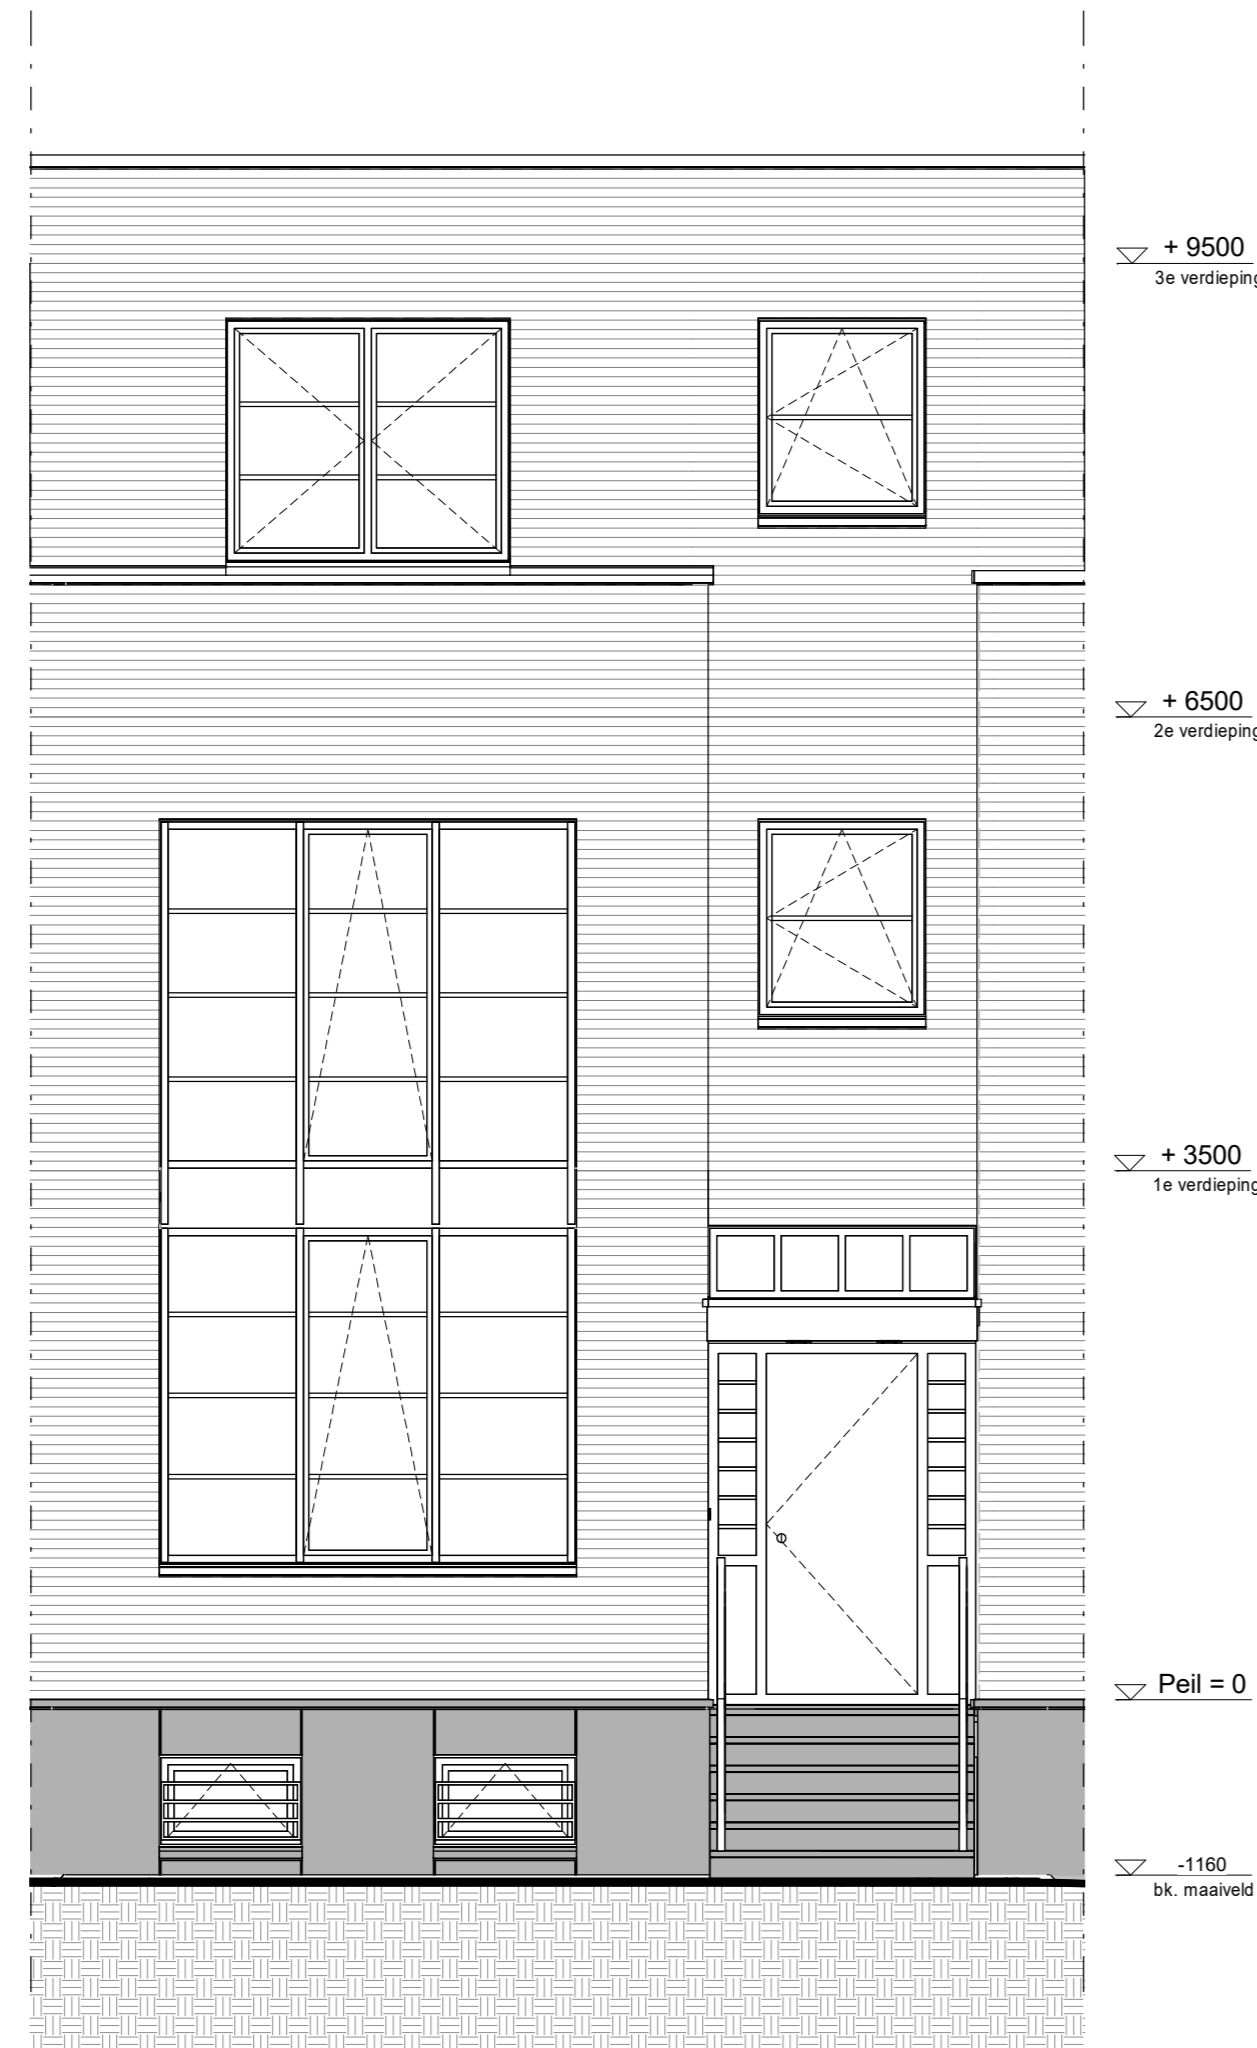 + 9500
3e verdieping
+ 6500
2e verdieping
+ 3500
1e verdieping
Peil = 0
-1160
bk. maaiveld